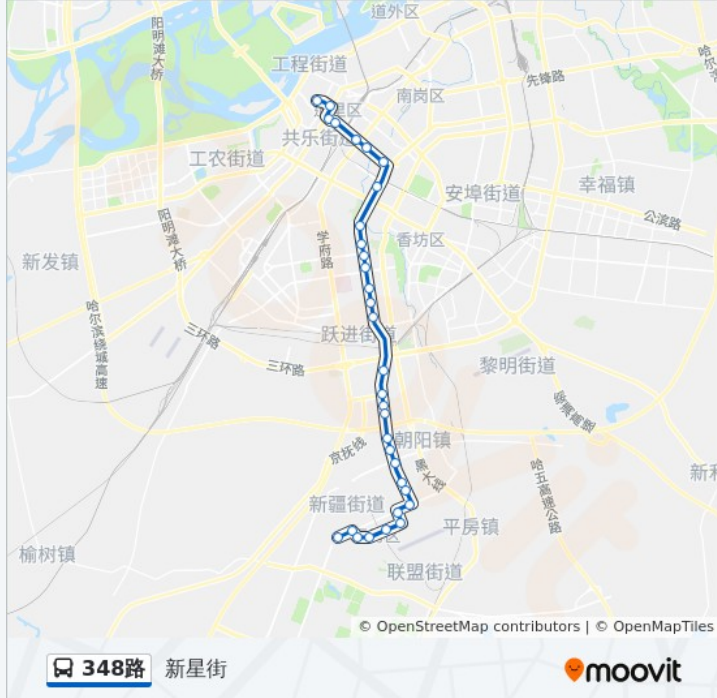 道外区
阳明滩大桥
工程街道
先锋路
南岗区
共乐街道
工农街道
安埠街道
幸福镇
公滨路
阳明滩大桥
学府路
香坊区
新发镇
哈尔滨绕城高速
三环路
跃进街道
三环路
黎明街道
朝阳镇
京抚线
黑大线
哈五高速公路
新疆街道
平房镇
榆树镇
联盟街道
© OpenStreetMap contributors | © OpenMapTiles
348路 新星街
moovit